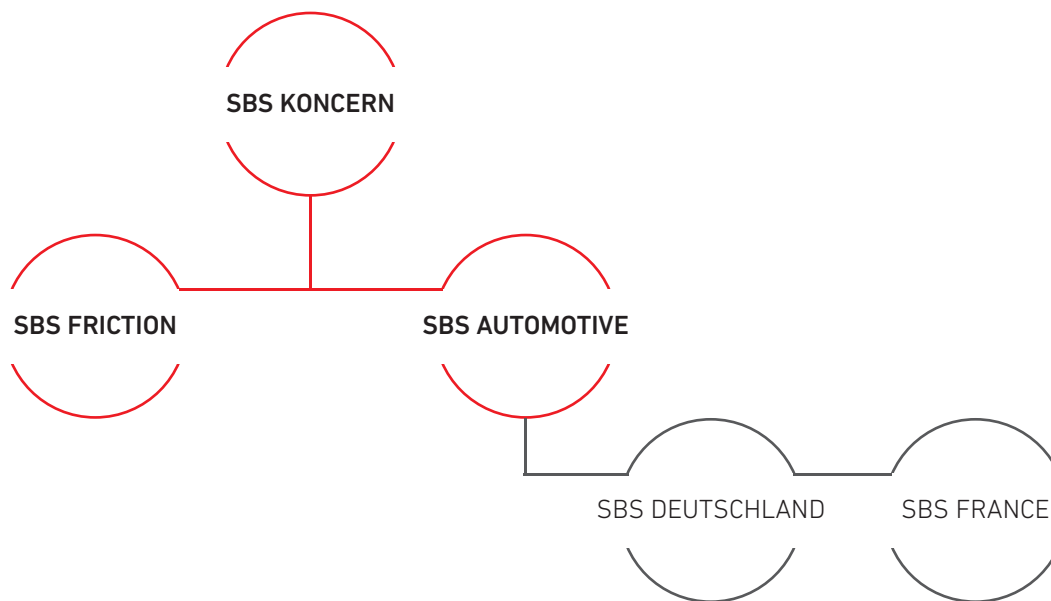 SBS KONCERN
SBS FRICTION
SBS AUTOMOTIVE
SBS DEUTSCHLAND
SBS FRANCE